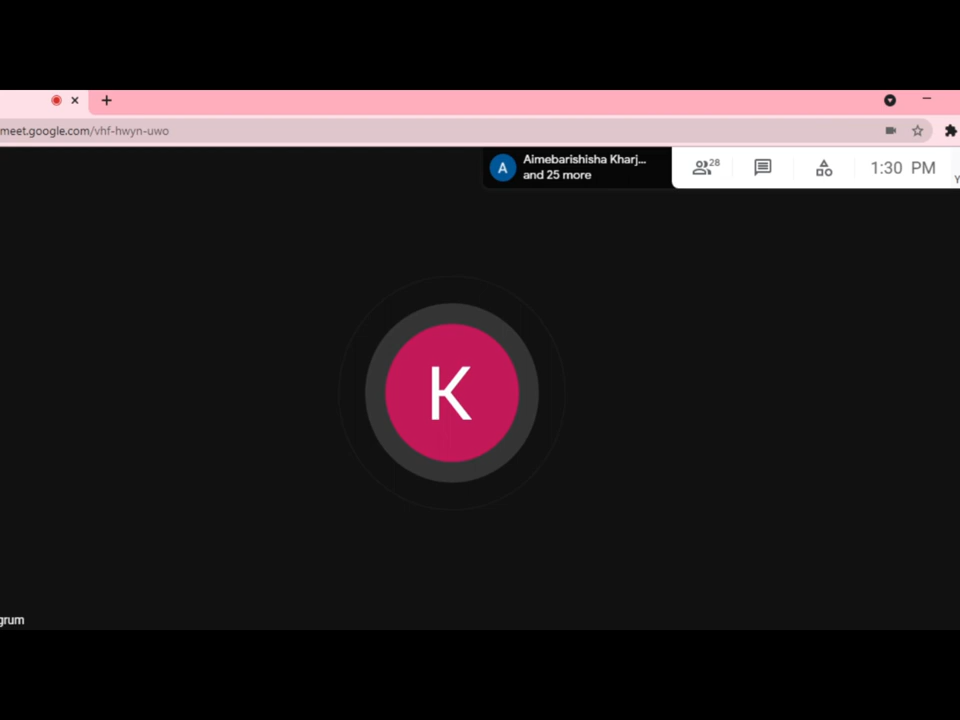 meet.google.com/vhf-hwyn-uwo
Aimebarishisha Kharj...
and 25 more
A
28
1:30 PM
K
grum